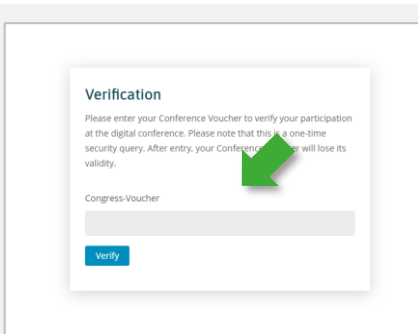 Verification
Please enter your Conference Voucher to verify your participation
at the digital conference. Please note that this is a one-time
security query. After entry, your Conference will lose its
validity.
Congress-Voucher
Verify